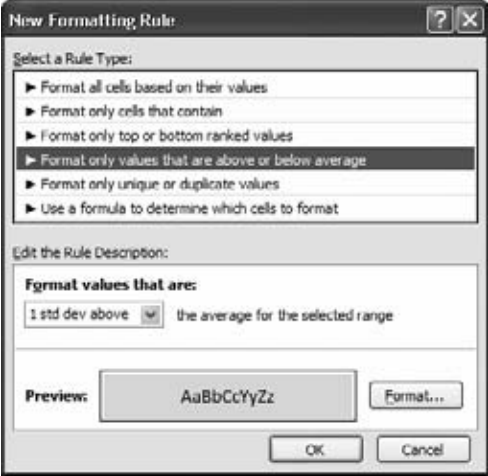 New Formatting Rule
Select a Rule Type:
► Format all cells based on their values
► Format only cells that contain
► Format only top or bottom ranked values
► Format only values that are above or below average
► Format only unique or duplicate values
► Use a formula to determine which cells to format
Edit the Rule Description:
Format values that are:
1 std dev above the average for the selected range
Preview: AaBbCcYyZz Format...
OK Cancel